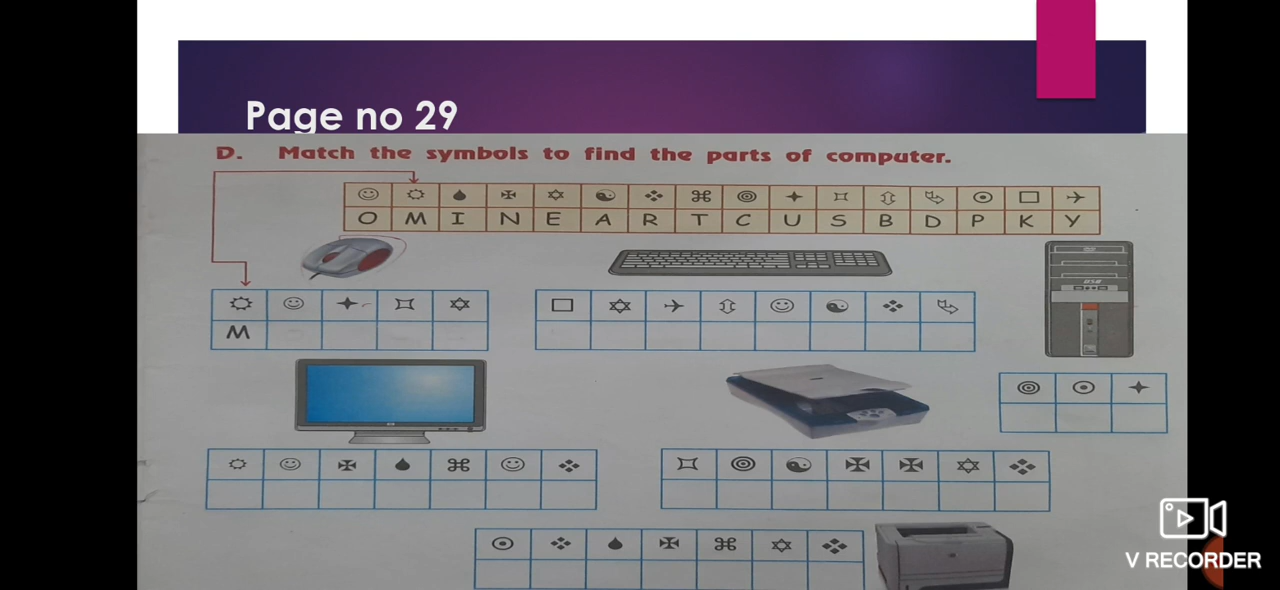 Page no 29
D. Match the symbols to find the parts of computer.
O M I N E A R T C U S B D P K Y
M
V RECORDER